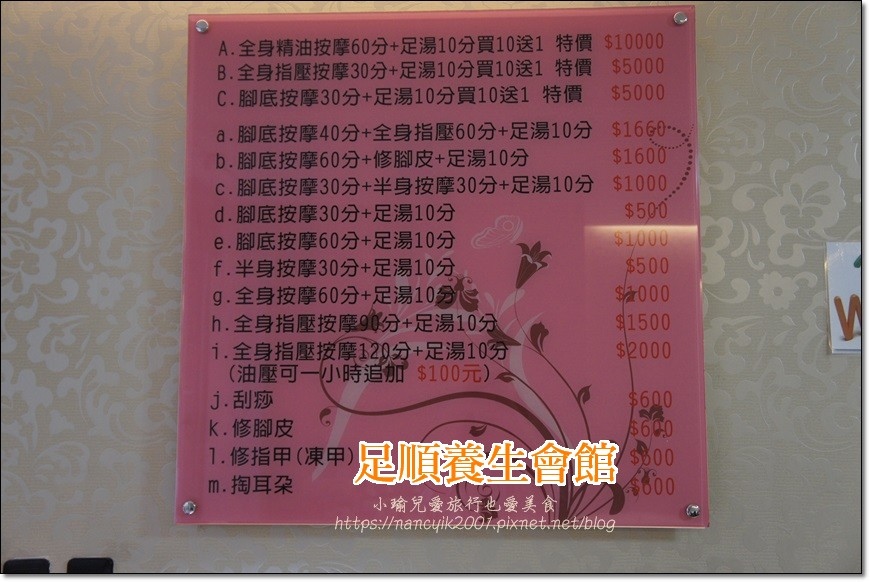 A.全身精油按摩60分+足湯10分買10送1 特價 $10000
B.全身指壓按摩30分+足湯10分買10送1 特價 $5000
C.腳底按摩30分+足湯10分買10送1 特價 $5000
a.腳底按摩40分+全身指壓60分+足湯10分 $1660
b.腳底按摩60分+修腳皮+足湯10分 $1600
c.腳底按摩30分+半身按摩30分+足湯10分 $1000
d.腳底按摩30分+足湯10分 $500
e.腳底按摩60分+足湯10分 $1000
f.半身按摩30分+足湯10分 $500
g.全身按摩60分+足湯10分 $1000
h.全身指壓按摩90分+足湯10分 $1500
i.全身指壓按摩120分+足湯10分 $2000
(油壓可一小時追加 $100元)
j.刮痧 $600
k.修腳皮 $600
l.修指甲(凍甲)
m.掏耳朶 $600
足順養生會館
小瑜兒愛旅行也愛美食
https://nancyjk2001.pixnet.net/blog
W